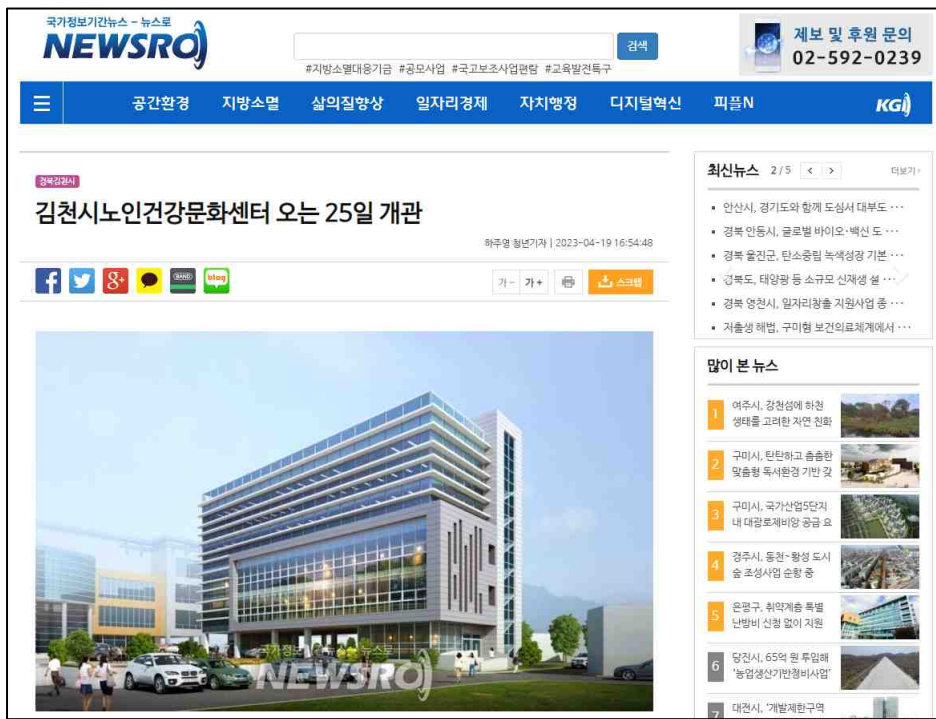 국가정보기간뉴스 - 뉴스로
NEWSRO
검색
#지방소멸대응기금 #공모사업 #국고보조사업편람 #교육발전특구
제보 및 후원 문의
02-592-0239
공간환경 지방소멸 삶의질향상 일자리경제 자치행정 디지털혁신 피플N
KGi
경북김천시
김천시노인건강문화센터 오는 25일 개관
하주영 청년기자 | 2023-04-19 16:54:48
BAND
blog
가- 가+ 스크랩
국가정보기간뉴스 뉴스로
NEWSRO
최신뉴스 2 / 5 < > 더보기
안산시, 경기도와 함께 도심서 대부도 ···
경북 안동시, 글로벌 바이오·백신 도 ···
경북 울진군, 탄소중립 녹색성장 기본 ···
경북도, 태양광 등 소규모 신재생 설 ···
경북 영천시, 일자리창출 지원사업 종 ···
저출생 해법, 구미형 보건의료체계에서 ···
많이 본 뉴스
1 여주시, 강천섬에 하천
생태를 고려한 자연 친화
2 구미시, 탄탄하고 촘촘한
맞춤형 독서환경 기반 갖
3 구미시, 국가산업5단지
내 대광로제비앙 공급 요
4 경주시, 동천~황성 도시
숲 조성사업 순항 중
5 은평구, 취약계층 특별
난방비 신청 없이 지원
6 당진시, 65억 원 투입해
'농업생산기반정비사업'
7 대전시, '개발제한구역